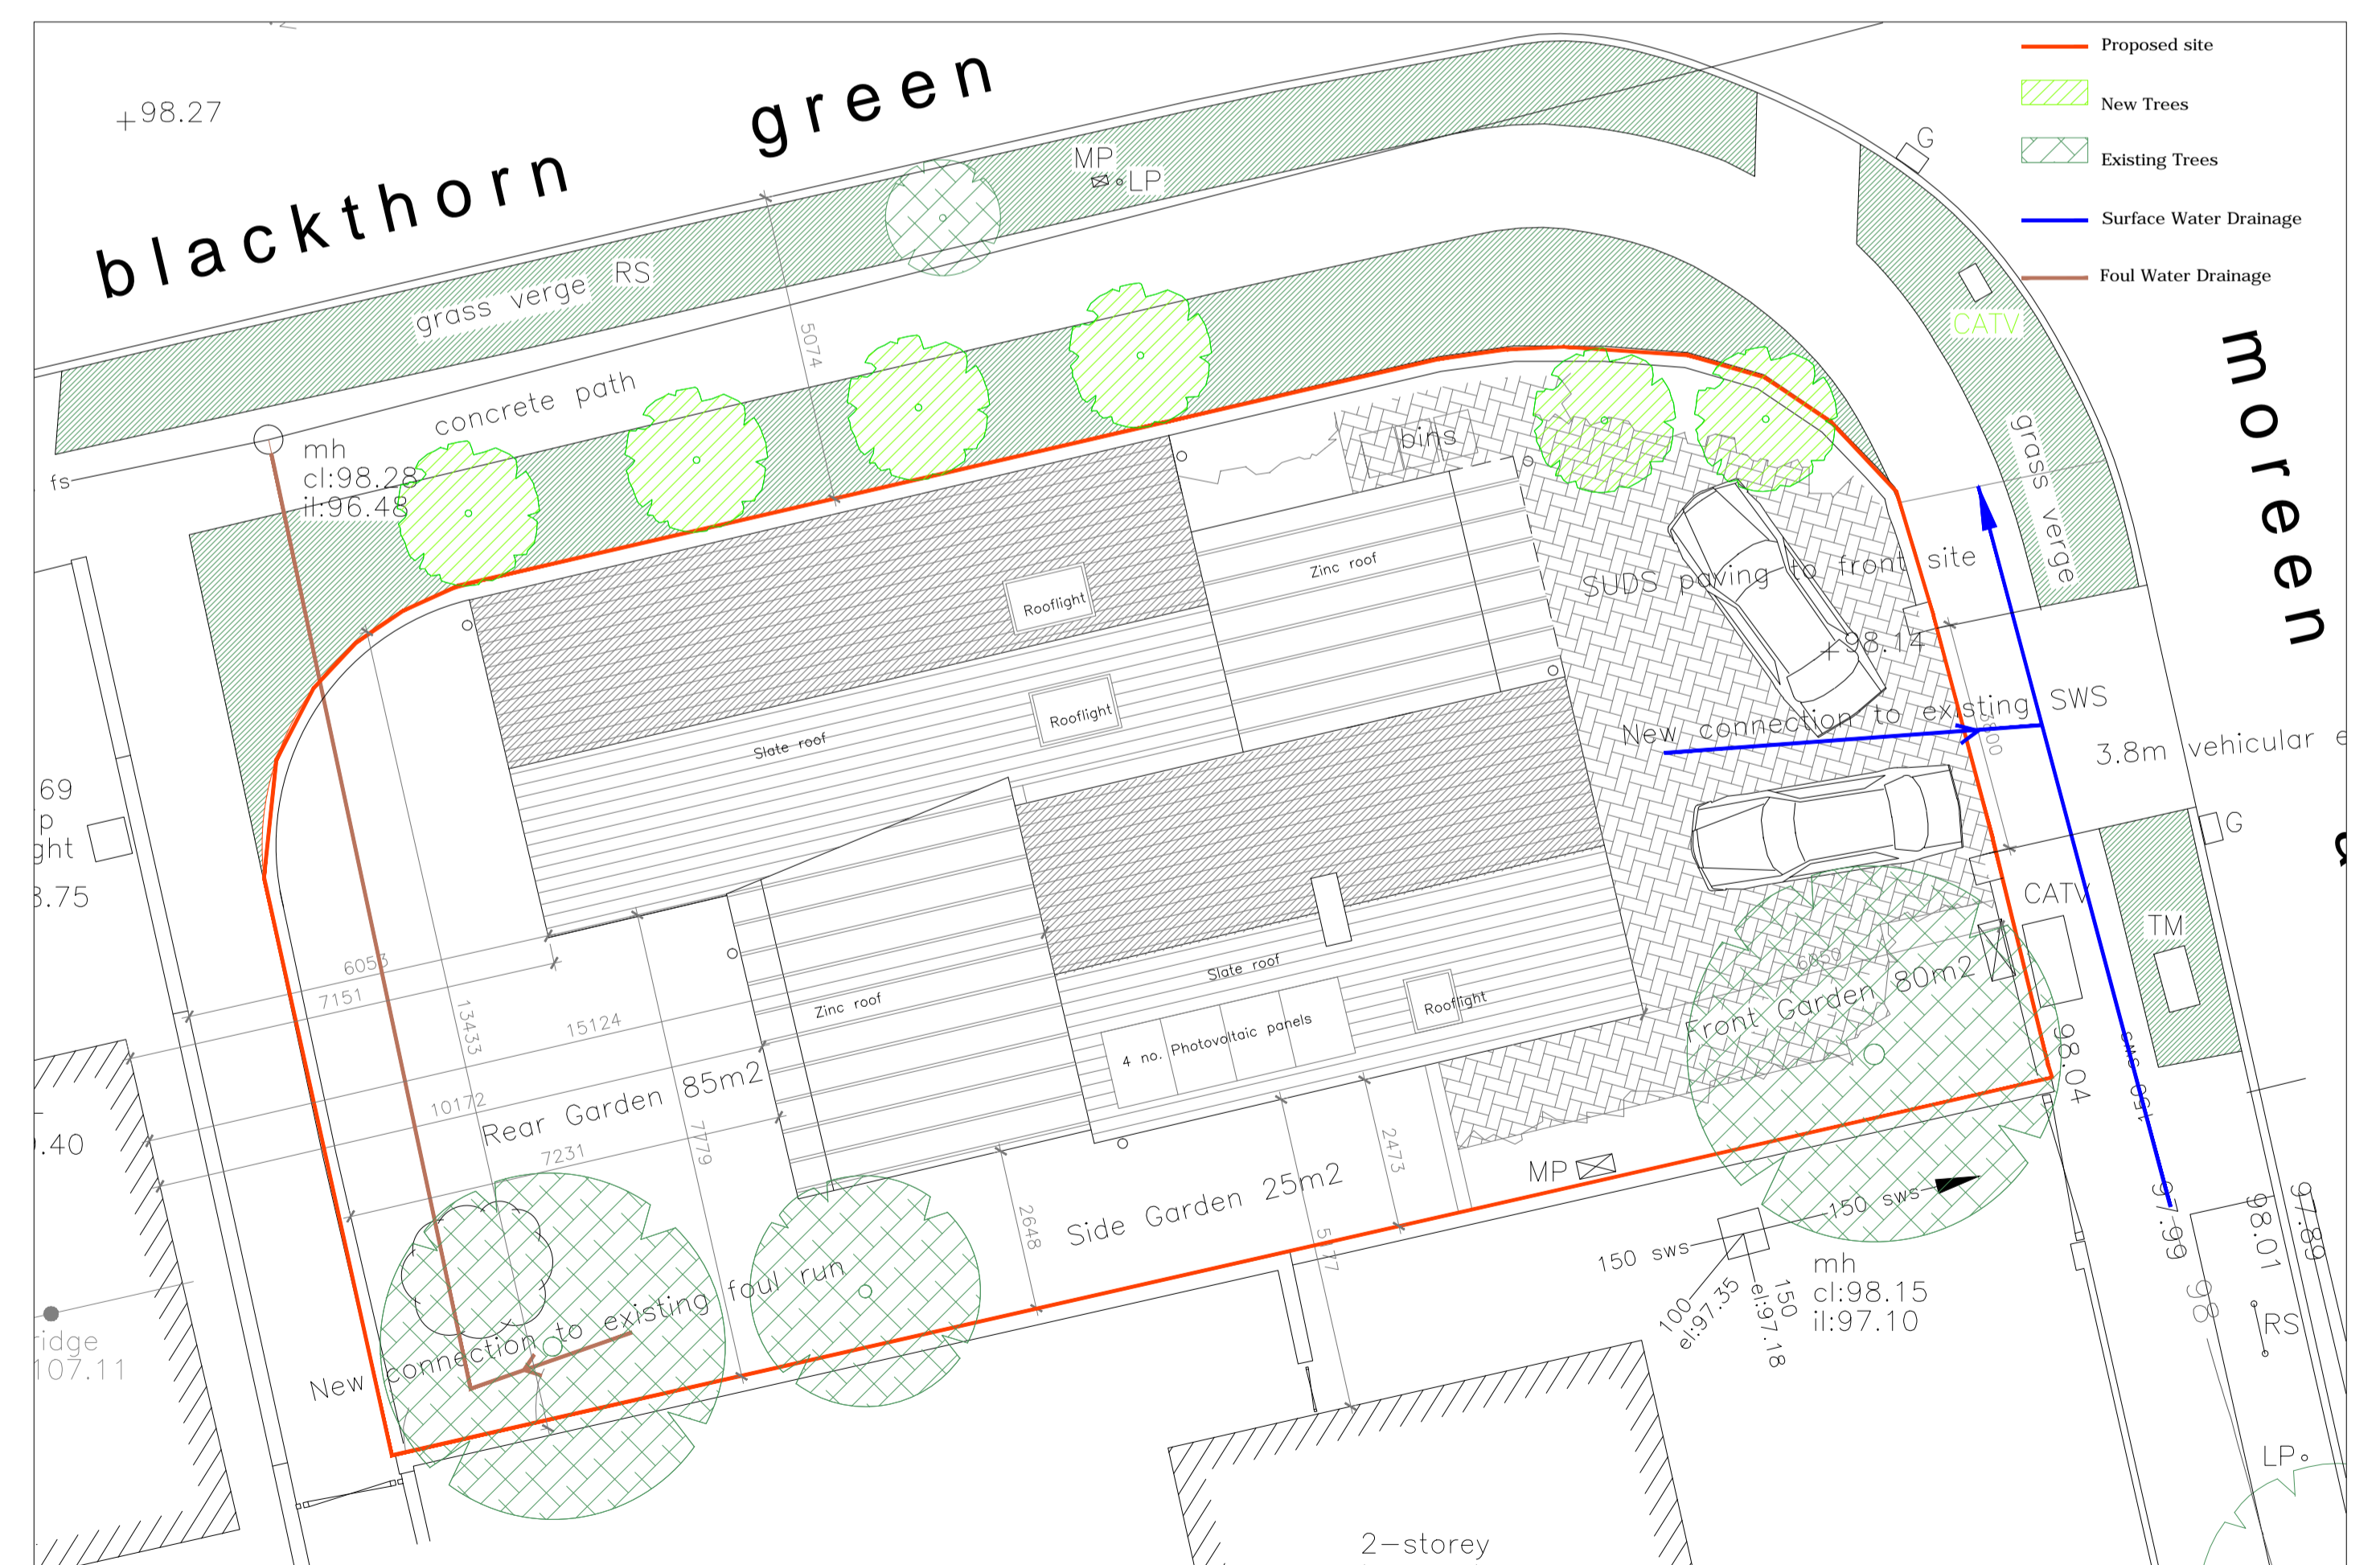 blackthorn green
+98.27
MP
LP
G
Proposed site
New Trees
Existing Trees
Surface Water Drainage
Foul Water Drainage
CATV
grass verge RS
5074
concrete path
moreen
grass verge
fs
mh
cl:98.28
il:96.48
bins
Zinc roof
Rooflight
SUDS paving to front site
+98.14
Rooflight
Slate roof
New connection to existing SWS
3800
3.8m vehicular e
69
p
ght
3.75
G
CATV
TM
6053
7151
13433
15124
10172
7231
7779
Rear Garden 85m2
Zinc roof
Slate roof
Rooflight
4 no. Photovoltaic panels
6050
Front Garden 80m2
98.04
150 sws
.40
2473
MP
2648
Side Garden 25m2
150 sws
150 sws
97.99
98.01
97.89
98
mh
cl:98.15
il:97.10
100
el:97.35
150
el:97.18
RS
New connection to existing foul run
ridge
107.11
LP
2-storey